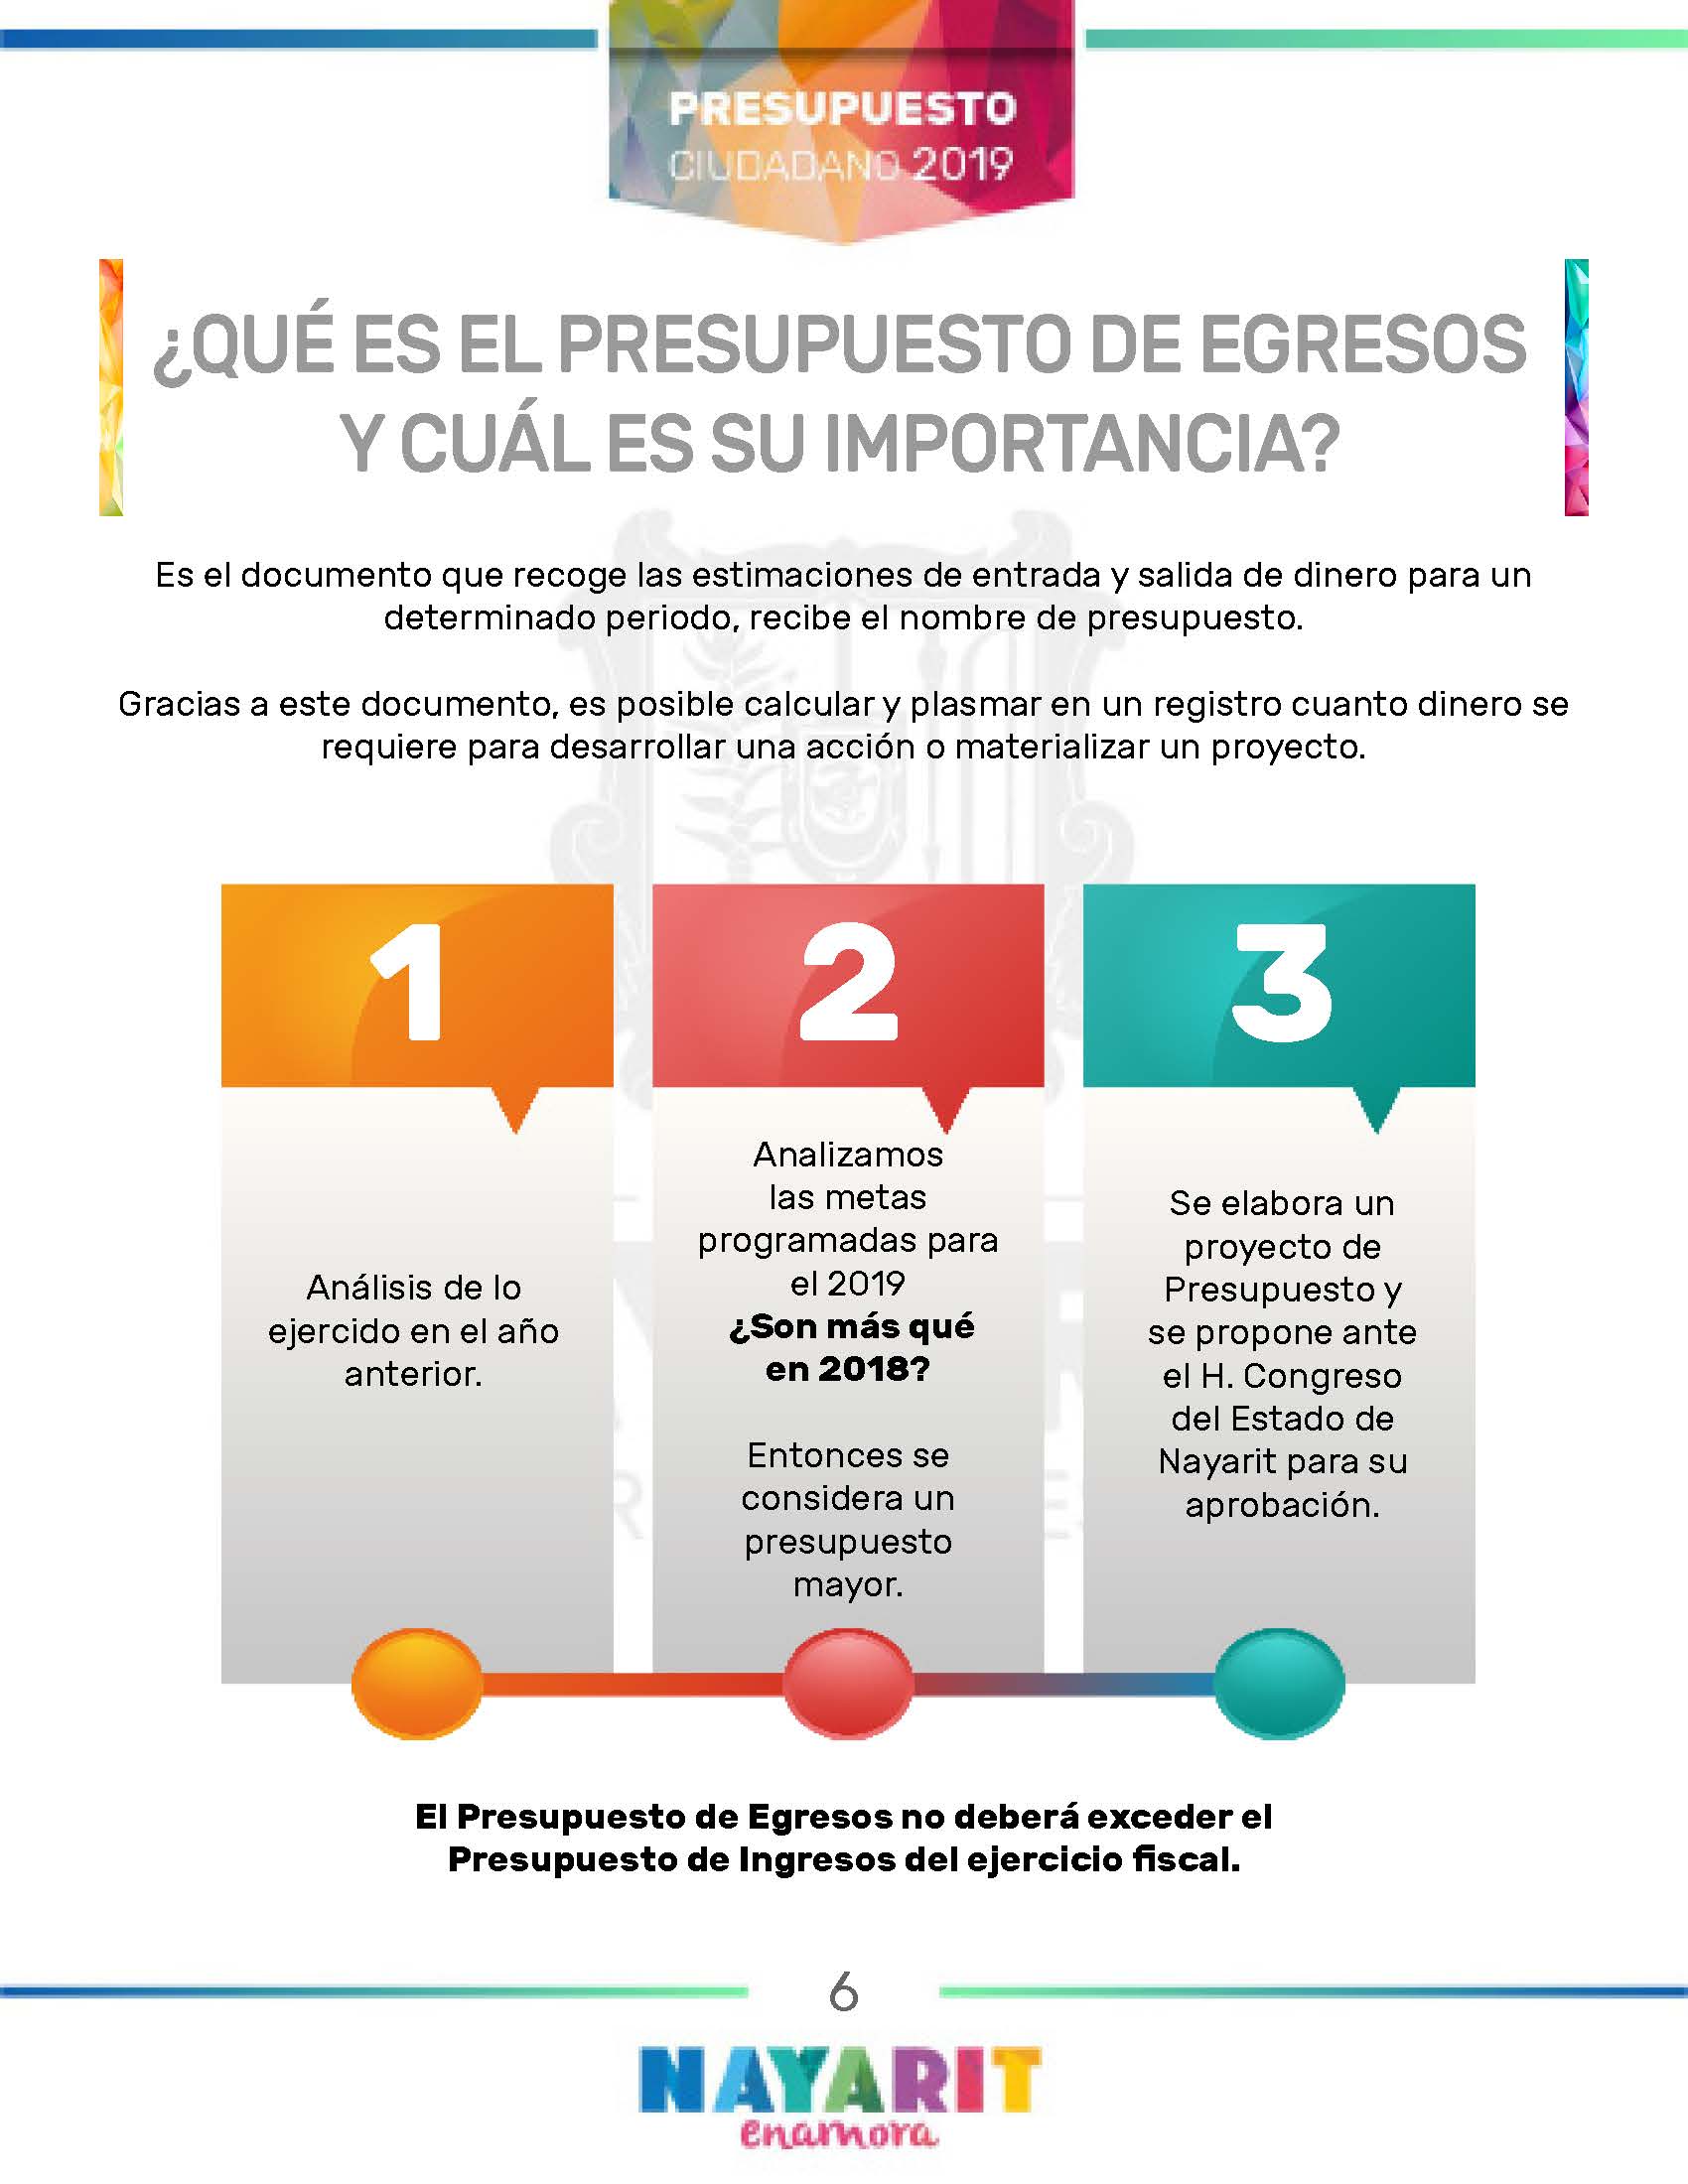 PRESUPUESTO
CIUDADANO 2019
¿QUÉ ES EL PRESUPUESTO DE EGRESOS
Y CUÁL ES SU IMPORTANCIA?
Es el documento que recoge las estimaciones de entrada y salida de dinero para un
determinado periodo, recibe el nombre de presupuesto.
Gracias a este documento, es posible calcular y plasmar en un registro cuanto dinero se
requiere para desarrollar una acción o materializar un proyecto.
1
Análisis de lo
ejercido en el año
anterior.
2
Analizamos
las metas
programadas para
el 2019
¿Son más qué
en 2018?
Entonces se
considera un
presupuesto
mayor.
3
Se elabora un
proyecto de
Presupuesto y
se propone ante
el H. Congreso
del Estado de
Nayarit para su
aprobación.
El Presupuesto de Egresos no deberá exceder el
Presupuesto de Ingresos del ejercicio fiscal.
6
NAYARIT
enamora